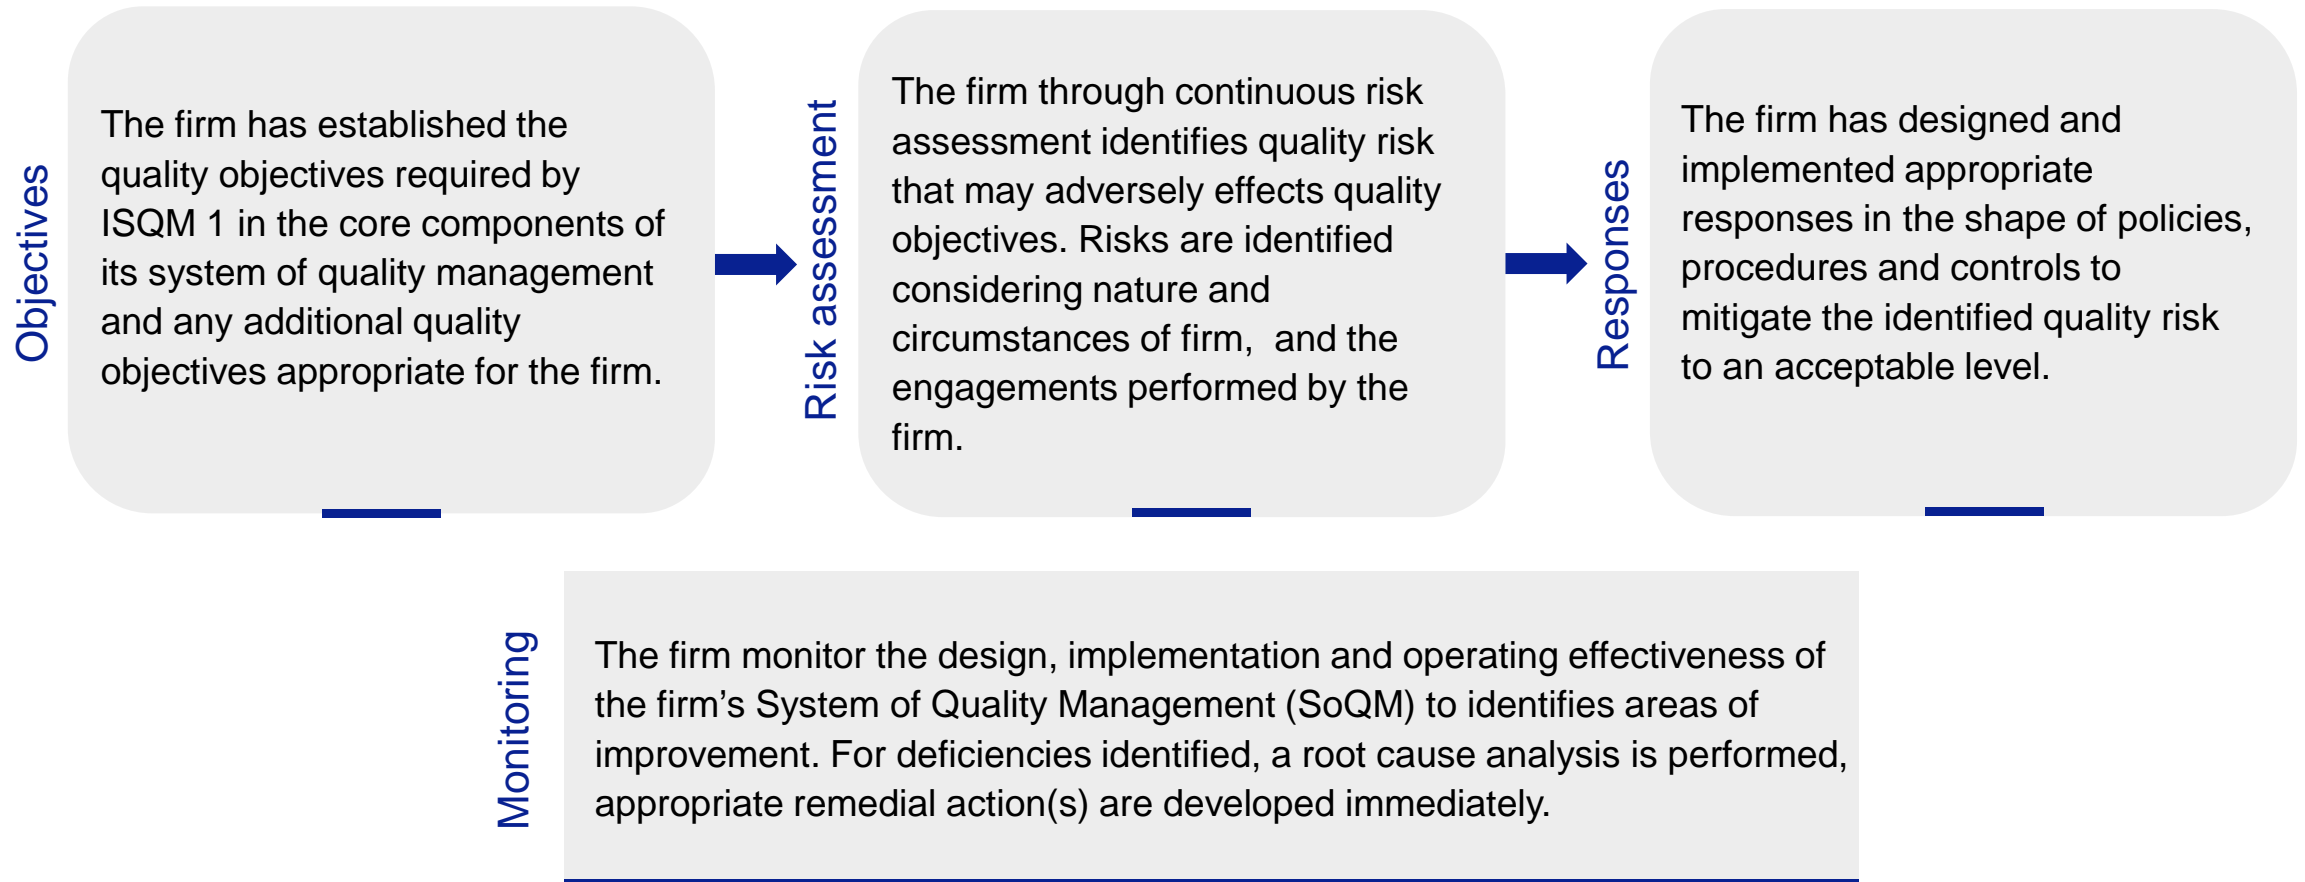 Objectives
The firm has established the
quality objectives required by
ISQM 1 in the core components of
its system of quality management
and any additional quality
objectives appropriate for the firm.
Risk assessment
The firm through continuous risk
assessment identifies quality risk
that may adversely effects quality
objectives. Risks are identified
considering nature and
circumstances of firm,  and the
engagements performed by the
firm.
Responses
The firm has designed and
implemented appropriate
responses in the shape of policies,
procedures and controls to
mitigate the identified quality risk
to an acceptable level.
Monitoring
The firm monitor the design, implementation and operating effectiveness of
the firm’s System of Quality Management (SoQM) to identifies areas of
improvement. For deficiencies identified, a root cause analysis is performed,
appropriate remedial action(s) are developed immediately.